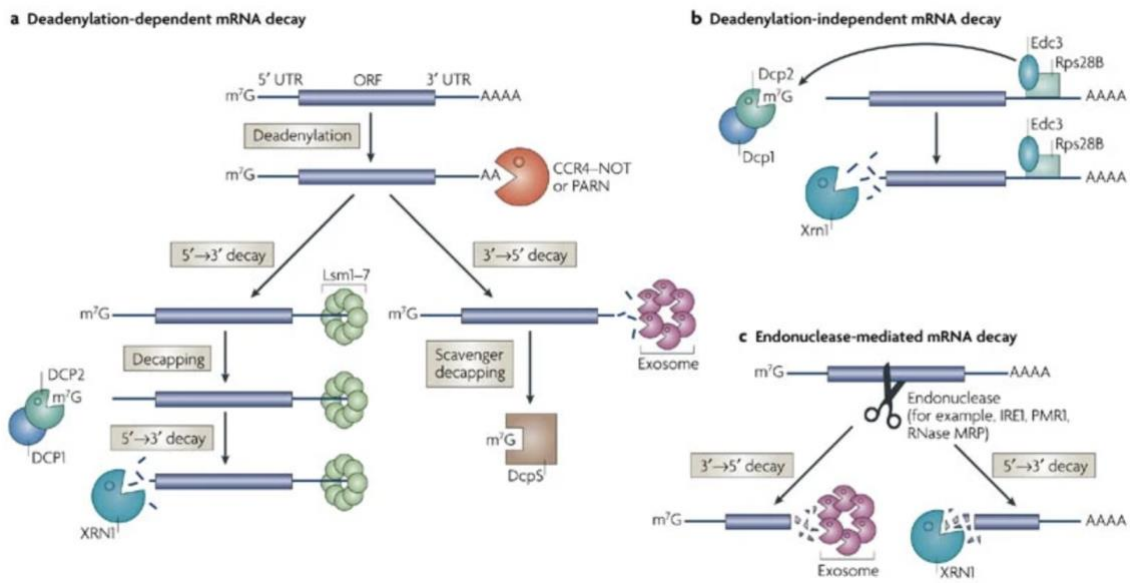 a Deadenylation-dependent mRNA decay
5′ UTR ORF 3′ UTR
m⁷G AAAA
Deadenylation
m⁷G AA
CCR4–NOT
or PARN
5′→3′ decay
3′→5′ decay
Lsm1–7
m⁷G
m⁷G
Exosome
Decapping
Scavenger
decapping
DCP2
m⁷G
DCP1
5′→3′ decay
m⁷G
DcpS
XRN1
b Deadenylation-independent mRNA decay
Edc3
Rps28B
Dcp2
m⁷G
AAAA
Dcp1
Edc3
Rps28B
AAAA
Xrn1
c Endonuclease-mediated mRNA decay
m⁷G AAAA
Endonuclease
(for example, IRE1, PMR1,
RNase MRP)
3′→5′ decay
5′→3′ decay
m⁷G
Exosome
AAAA
XRN1